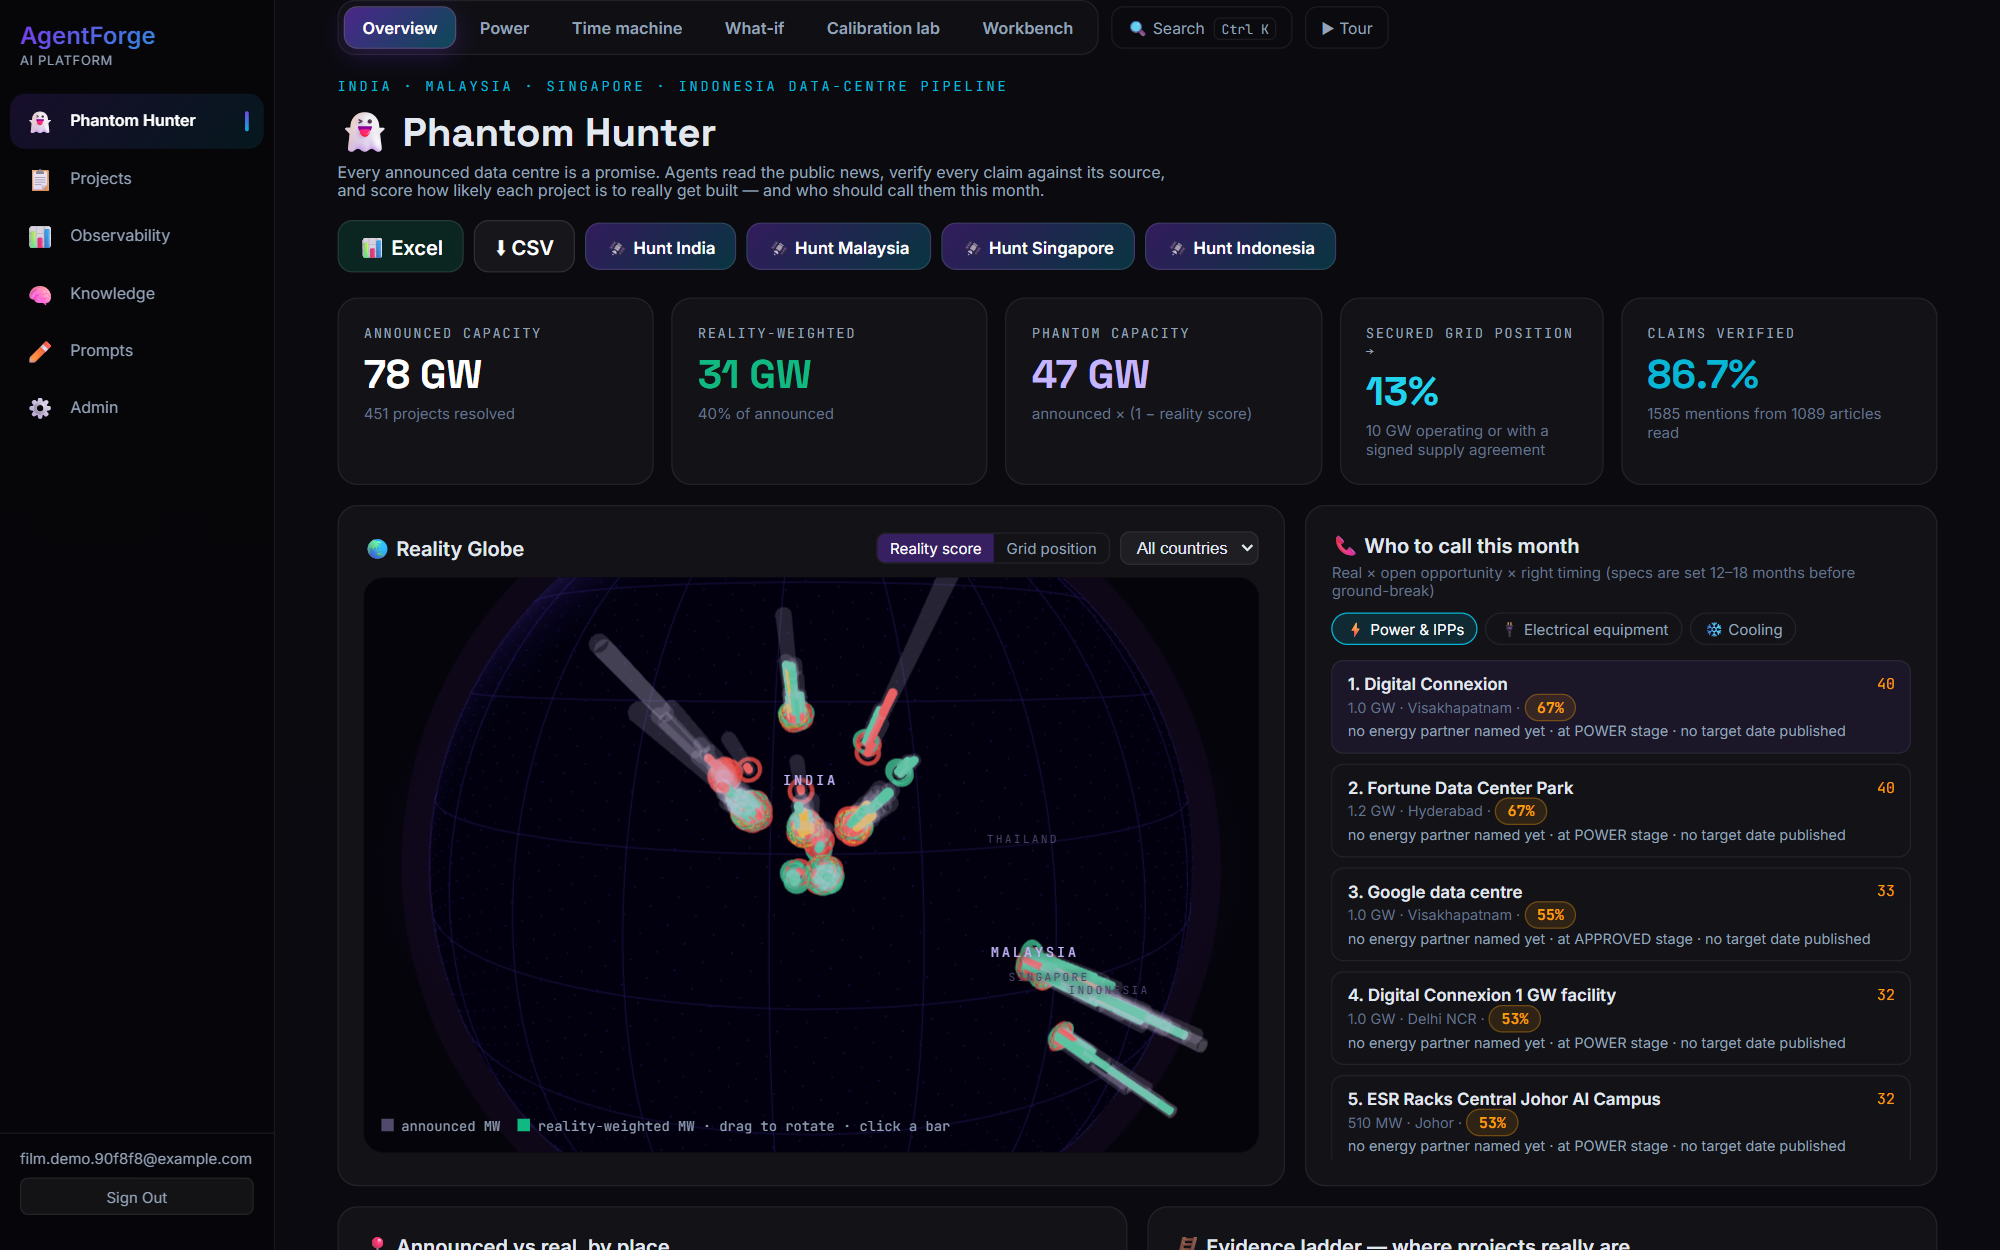 AgentForge
AI PLATFORM
Phantom Hunter
Projects
Observability
Knowledge
Prompts
Admin
film.demo.90f8f8@example.com
Sign Out
Overview
Power
Time machine
What-if
Calibration lab
Workbench
Search Ctrl K
▶ Tour
INDIA · MALAYSIA · SINGAPORE · INDONESIA DATA-CENTRE PIPELINE
Phantom Hunter
Every announced data centre is a promise. Agents read the public news, verify every claim against its source,
and score how likely each project is to really get built — and who should call them this month.
Excel
⬇ CSV
Hunt India
Hunt Malaysia
Hunt Singapore
Hunt Indonesia
ANNOUNCED CAPACITY
78 GW
451 projects resolved
REALITY-WEIGHTED
31 GW
40% of announced
PHANTOM CAPACITY
47 GW
announced × (1 − reality score)
SECURED GRID POSITION
→
13%
10 GW operating or with a
signed supply agreement
CLAIMS VERIFIED
86.7%
1585 mentions from 1089 articles
read
Reality Globe
Reality score
Grid position
All countries
INDIA
THAILAND
MALAYSIA
SINGAPORE
INDONESIA
announced MW
reality-weighted MW · drag to rotate · click a bar
Who to call this month
Real × open opportunity × right timing (specs are set 12–18 months before
ground-break)
Power & IPPs
Electrical equipment
Cooling
1. Digital Connexion 40
1.0 GW · Visakhapatnam · 67%
no energy partner named yet · at POWER stage · no target date published
2. Fortune Data Center Park 40
1.2 GW · Hyderabad · 67%
no energy partner named yet · at POWER stage · no target date published
3. Google data centre 33
1.0 GW · Visakhapatnam · 55%
no energy partner named yet · at APPROVED stage · no target date published
4. Digital Connexion 1 GW facility 32
1.0 GW · Delhi NCR · 53%
no energy partner named yet · at POWER stage · no target date published
5. ESR Racks Central Johor AI Campus 32
510 MW · Johor · 53%
no energy partner named yet · at POWER stage · no target date published
Announced vs real, by place
Evidence ladder — where projects really are